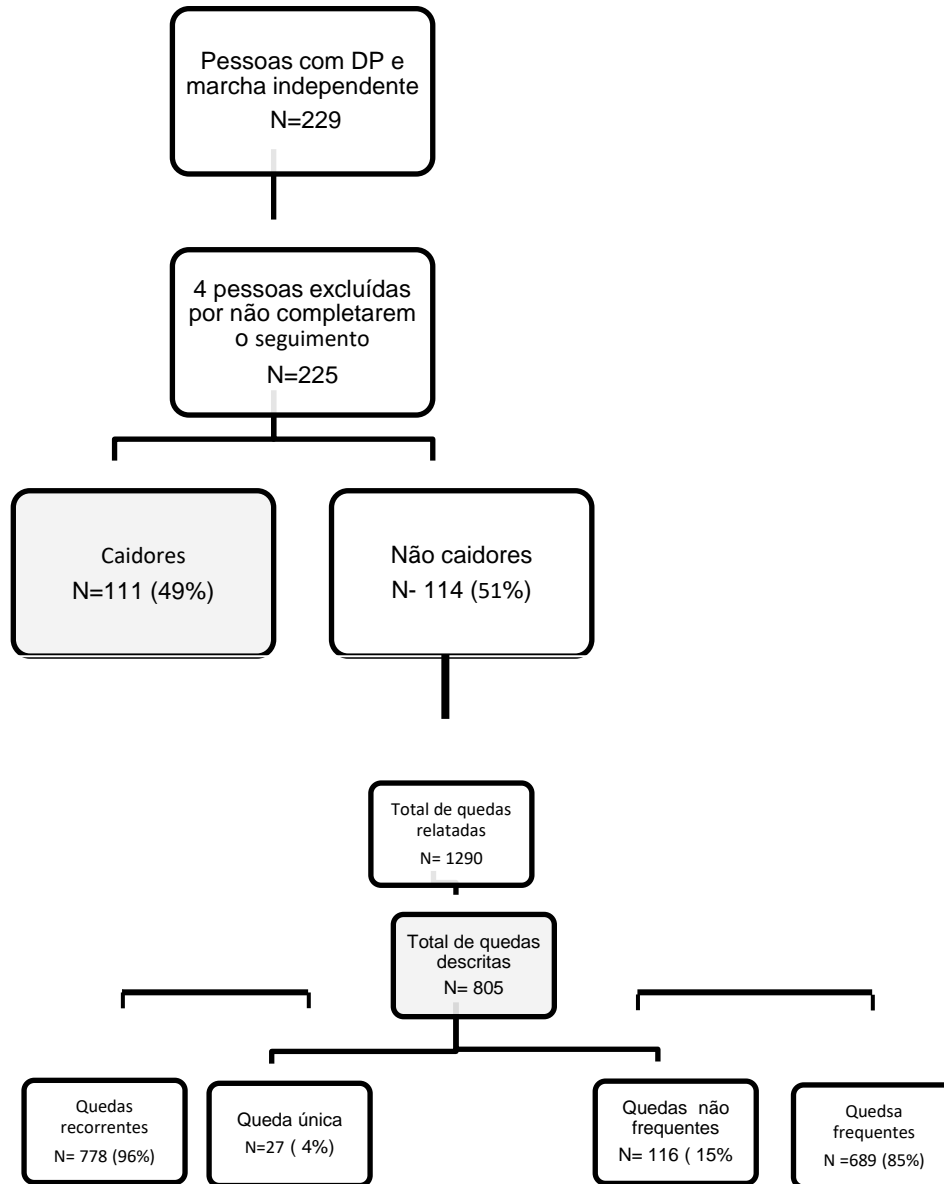 Pessoas com DP e
marcha independente
N=229
4 pessoas excluídas
por não completarem
o seguimento
N=225
Caidores
N=111 (49%)
Não caidores
N- 114 (51%)
Total de quedas
relatadas
N= 1290
Total de quedas
descritas
N= 805
Quedas
recorrentes
N= 778 (96%)
Queda única
N=27 ( 4%)
Quedas não
frequentes
N= 116 ( 15%
Quedsa
frequentes
N =689 (85%)